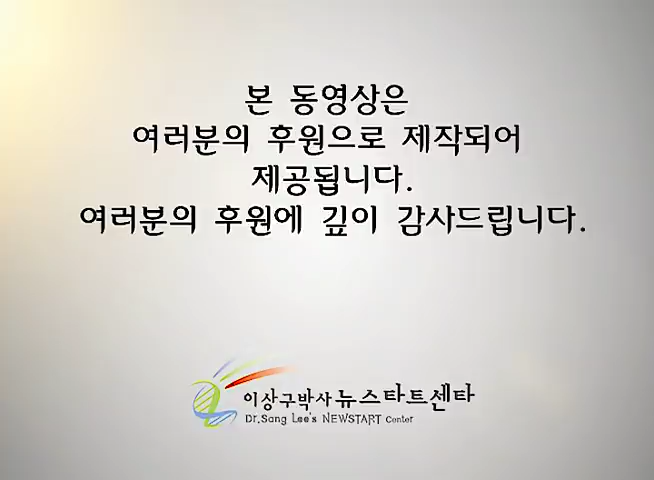 본 동영상은
여러분의 후원으로 제작되어
제공됩니다.
여러분의 후원에 깊이 감사드립니다.
이상구박사 뉴스타트센타
Dr.Sang Lee's NEWSTART Center